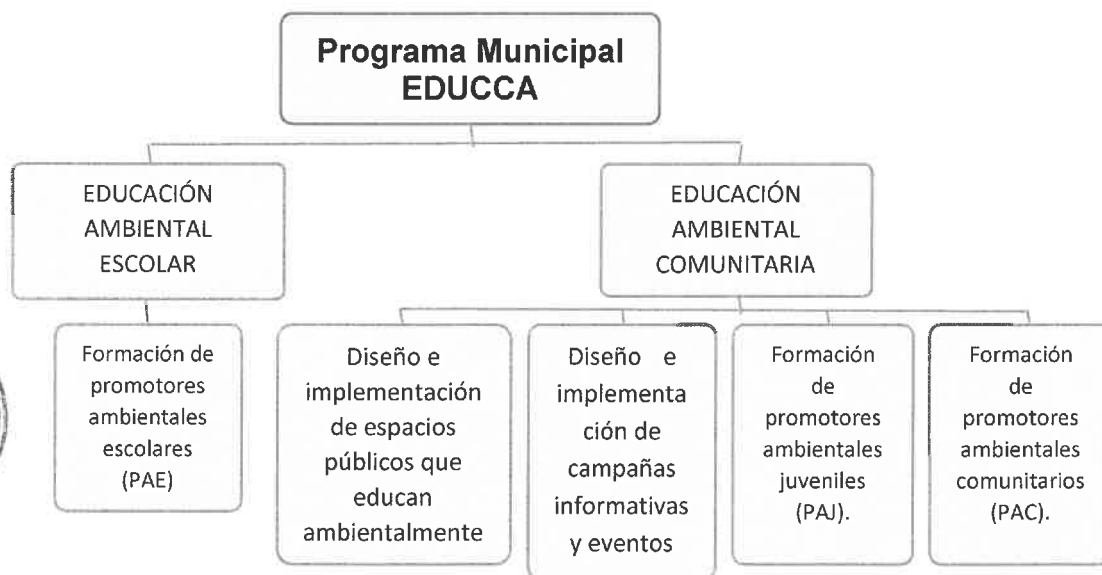 Programa Municipal
EDUCCA
EDUCACIÓN
AMBIENTAL
ESCOLAR
EDUCACIÓN
AMBIENTAL
COMUNITARIA
Formación de
promotores
ambientales
escolares
(PAE)
Diseño e
implementación
de espacios
públicos que
educan
ambientalmente
Diseño e
implementa
ción de
campañas
informativas
y eventos
Formación
de
promotores
ambientales
juveniles
(PAJ).
Formación
de
promotores
ambientales
comunitarios
(PAC).